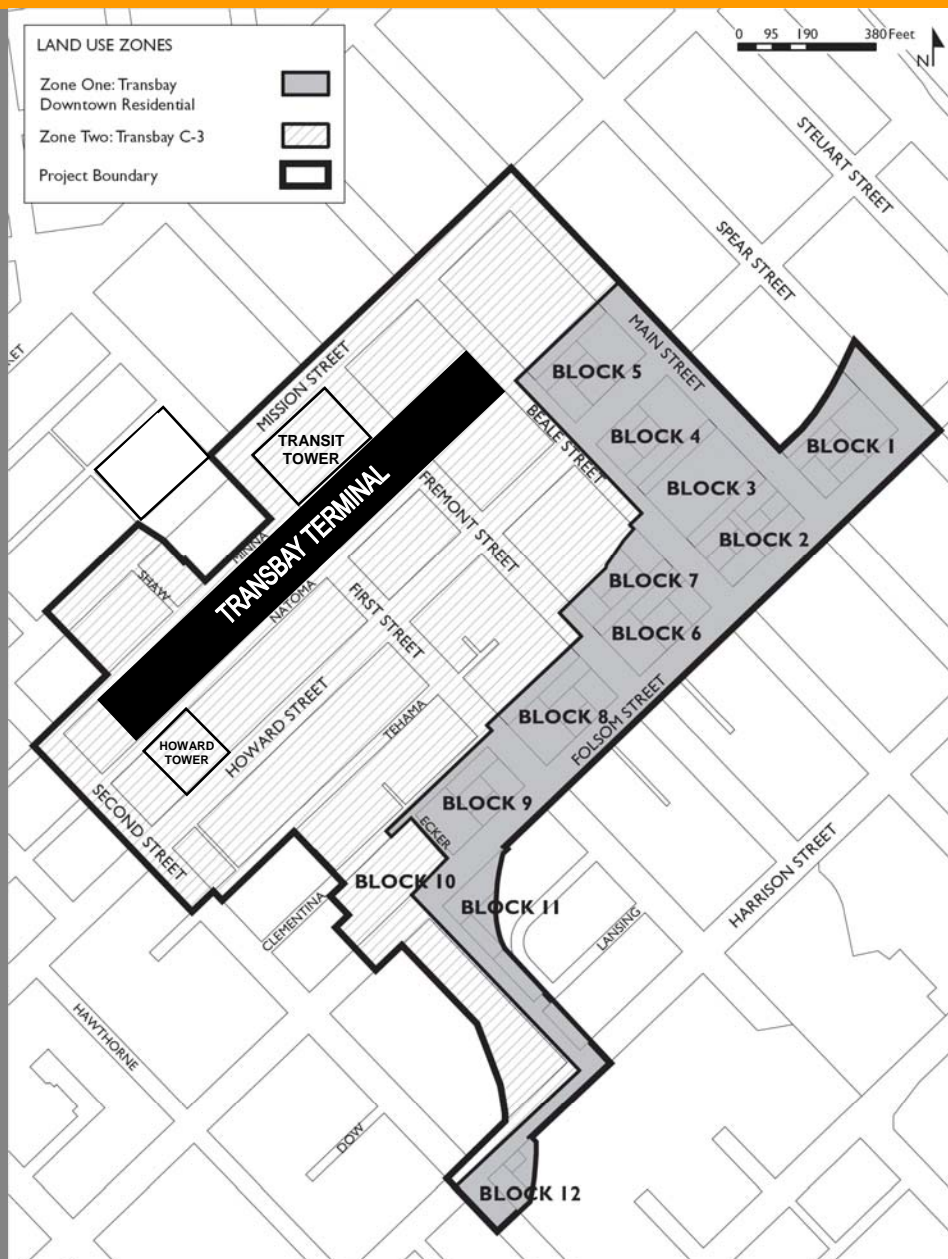 LAND USE ZONES
Zone One: Transbay
Downtown Residential
Zone Two: Transbay C-3
Project Boundary
0 95 190 380 Feet
N
STEUART STREET
SPEAR STREET
MAIN STREET
MISSION STREET
BLOCK 5
BLOCK 1
BEALE STREET
BLOCK 4
TRANSIT
TOWER
BLOCK 3
FREMONT STREET
BLOCK 2
TRANSBAY TERMINAL
MINNA
SHAW
NATOMA
FIRST STREET
BLOCK 7
BLOCK 6
HOWARD STREET
TEHAMA
BLOCK 8
FOLSOM STREET
HOWARD
TOWER
SECOND STREET
BLOCK 9
ECKER
BLOCK 10
BLOCK 11
HARRISON STREET
CLEMENTINA
LANSING
HAWTHORNE
DOW
BLOCK 12